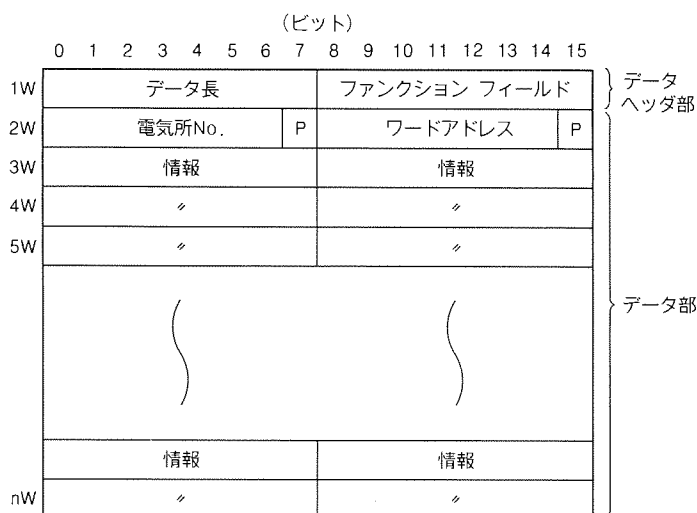 (ビット)
0 1 2 3 4 5 6 7 8 9 10 11 12 13 14 15
1W データ長 ファンクション フィールド データ
ヘッダ部
2W 電気所No. P ワードアドレス P
3W 情報 情報
4W 〃 〃
5W 〃 〃
データ部
情報 情報
nW 〃 〃